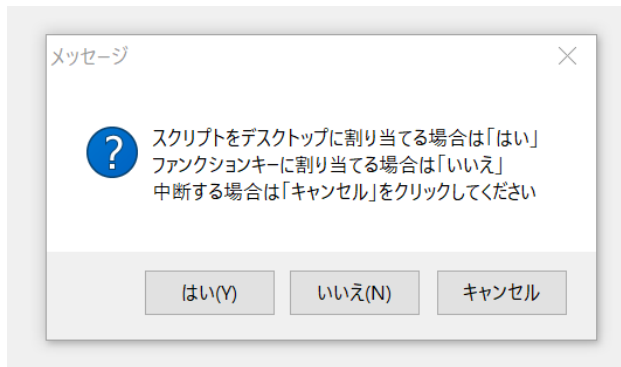 メッセージ
?
スクリプトをデスクトップに割り当てる場合は「はい」
ファンクションキーに割り当てる場合は「いいえ」
中断する場合は「キャンセル」をクリックしてください
はい(Y)
いいえ(N)
キャンセル